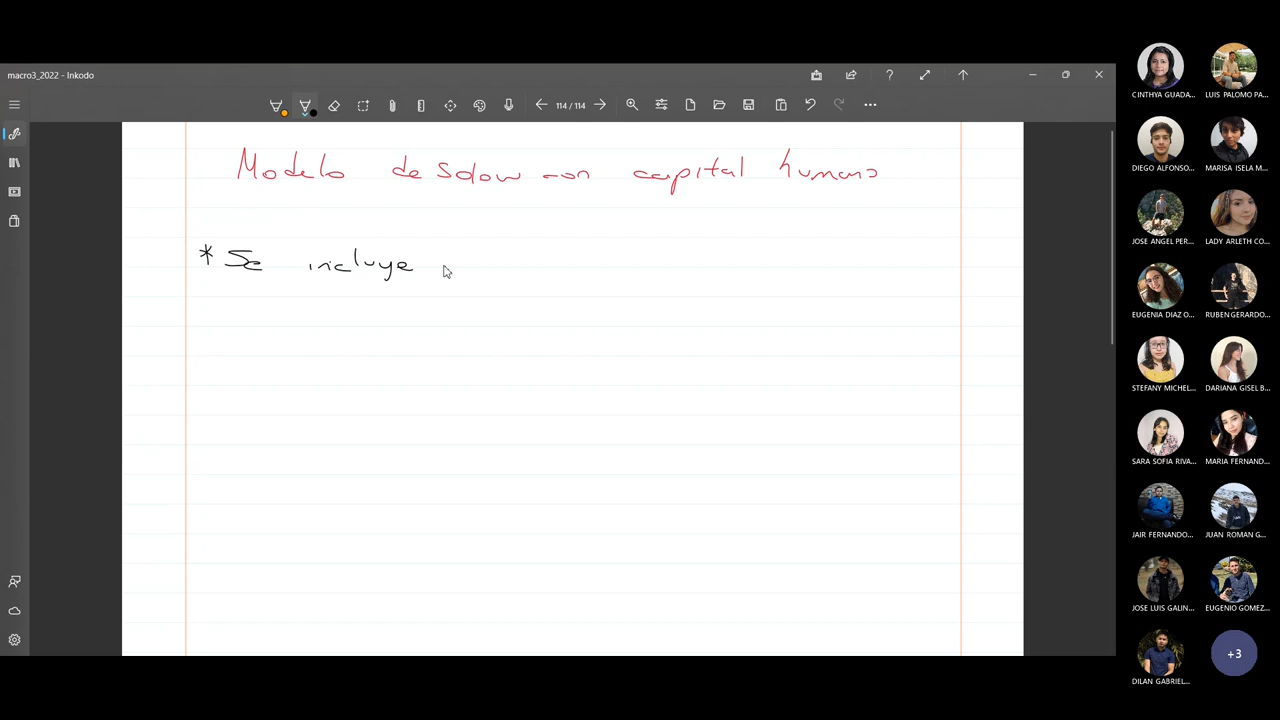 macro3_2022 - Inkodo
114 / 114
Modelo de Solow con capital humano
* Se incluye
CINTHYA GUADA...
LUIS PALOMO PA...
DIEGO ALFONSO...
MARISA ISELA M...
JOSE ANGEL PER...
LADY ARLETH CO...
EUGENIA DIAZ O...
RUBEN GERARDO...
STEFANY MICHEL...
DARIANA GISEL B...
SARA SOFIA RIVA...
MARIA FERNAND...
JAIR FERNANDO...
JUAN ROMAN G...
JOSE LUIS GALIN...
EUGENIO GOMEZ...
DILAN GABRIEL...
+3